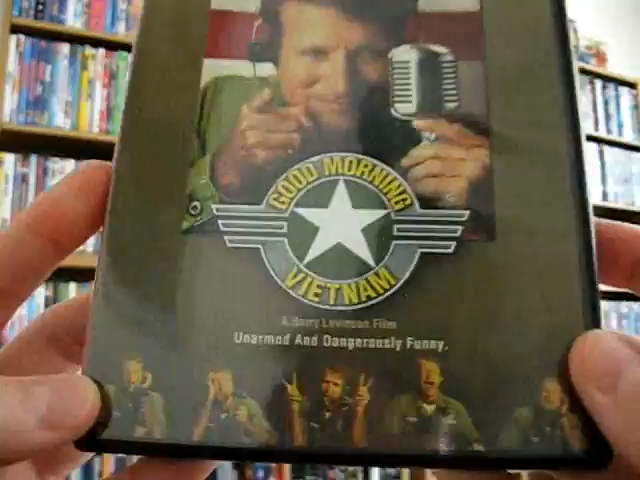 GOOD MORNING
VIETNAM
A Barry Levinson Film
Unarmed And Dangerously Funny.